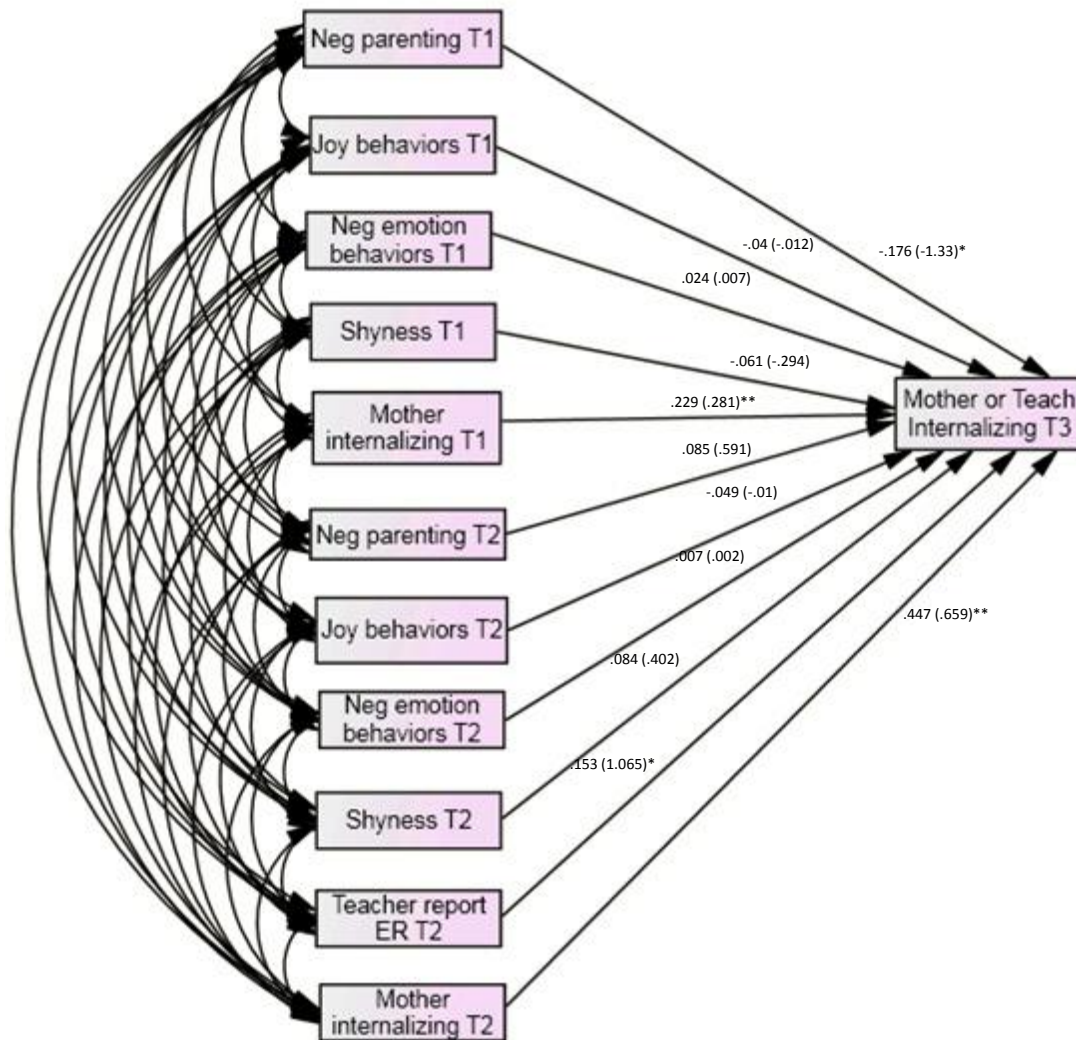 Neg parenting T1
Joy behaviors T1
Neg emotion
behaviors T1
Shyness T1
Mother
internalizing T1
Neg parenting T2
Joy behaviors T2
Neg emotion
behaviors T2
Shyness T2
Teacher report
ER T2
Mother
internalizing T2
-.176 (-1.33)*
-.04 (-.012)
.024 (.007)
-.061 (-.294)
.229 (.281)**
.085 (.591)
-.049 (-.01)
.007 (.002)
.084 (.402)
.153 (1.065)*
.447 (.659)**
Mother or Teach
Internalizing T3